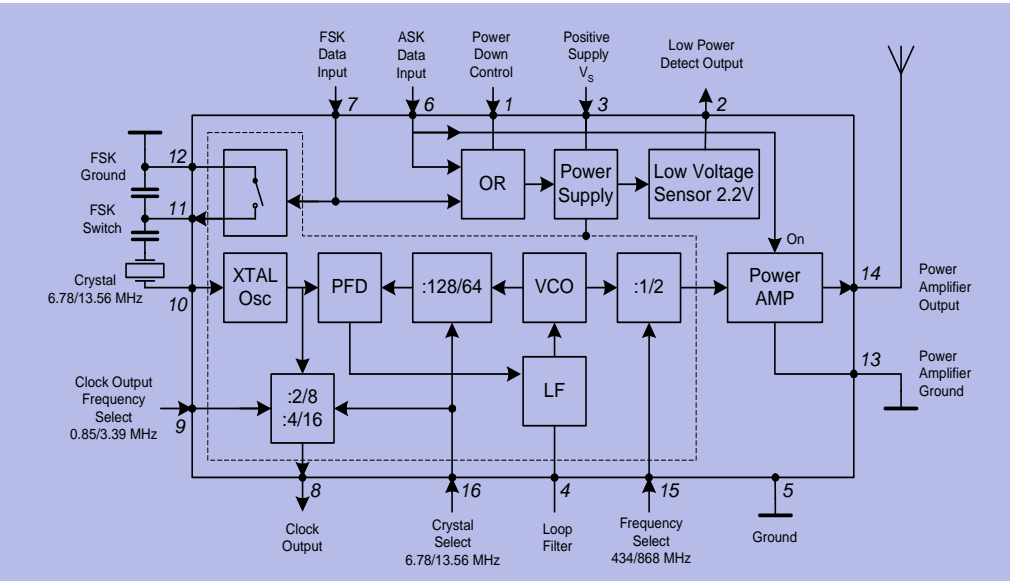 FSK
Data
Input
ASK
Data
Input
Power
Down
Control
Positive
Supply
VS
Low Power
Detect Output
7
6
1
3
2
FSK
Ground
12
OR
Power
Supply
Low Voltage
Sensor 2.2V
FSK
Switch
11
On
Crystal
6.78/13.56 MHz
10
XTAL
Osc
PFD
:128/64
VCO
:1/2
Power
AMP
14
Power
Amplifier
Output
13
Power
Amplifier
Ground
Clock Output
Frequency
Select
0.85/3.39 MHz
9
:2/8
:4/16
LF
8
16
4
15
5
Clock
Output
Crystal
Select
6.78/13.56 MHz
Loop
Filter
Frequency
Select
434/868 MHz
Ground